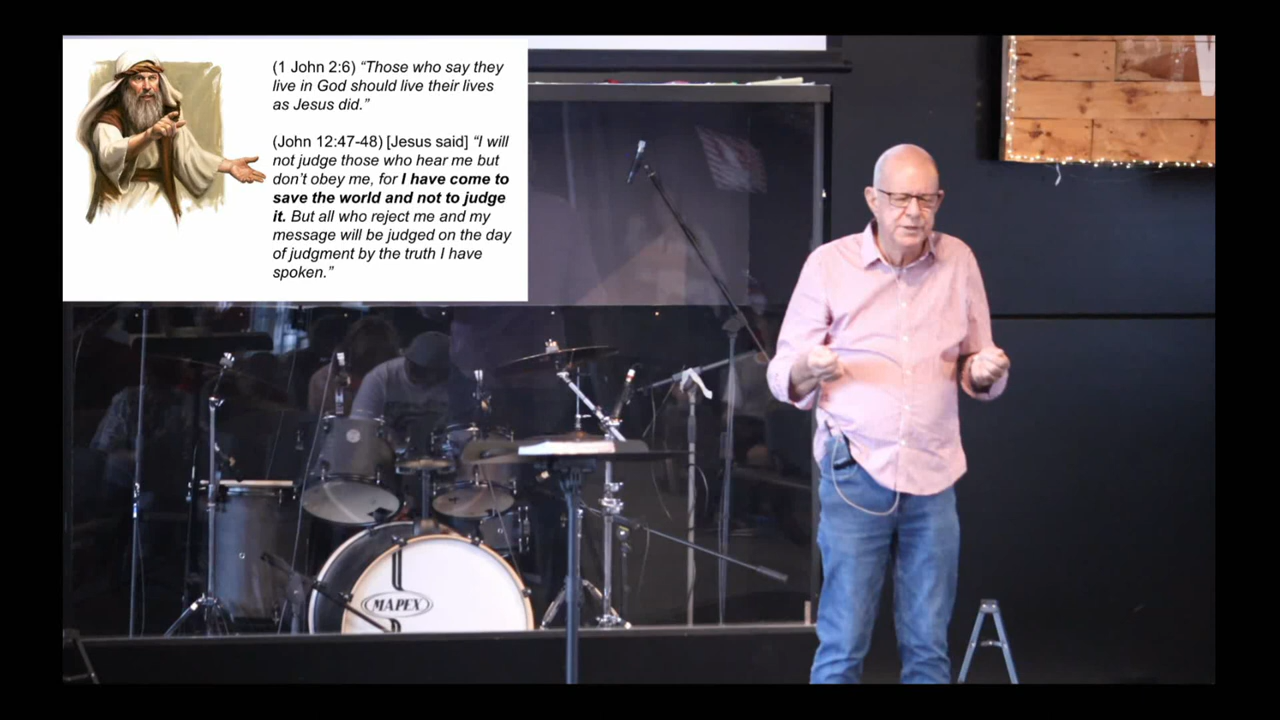 (1 John 2:6) “Those who say they
live in God should live their lives
as Jesus did.”
(John 12:47-48) [Jesus said] “I will
not judge those who hear me but
don’t obey me, for I have come to
save the world and not to judge
it. But all who reject me and my
message will be judged on the day
of judgment by the truth I have
spoken.”
MAPEX